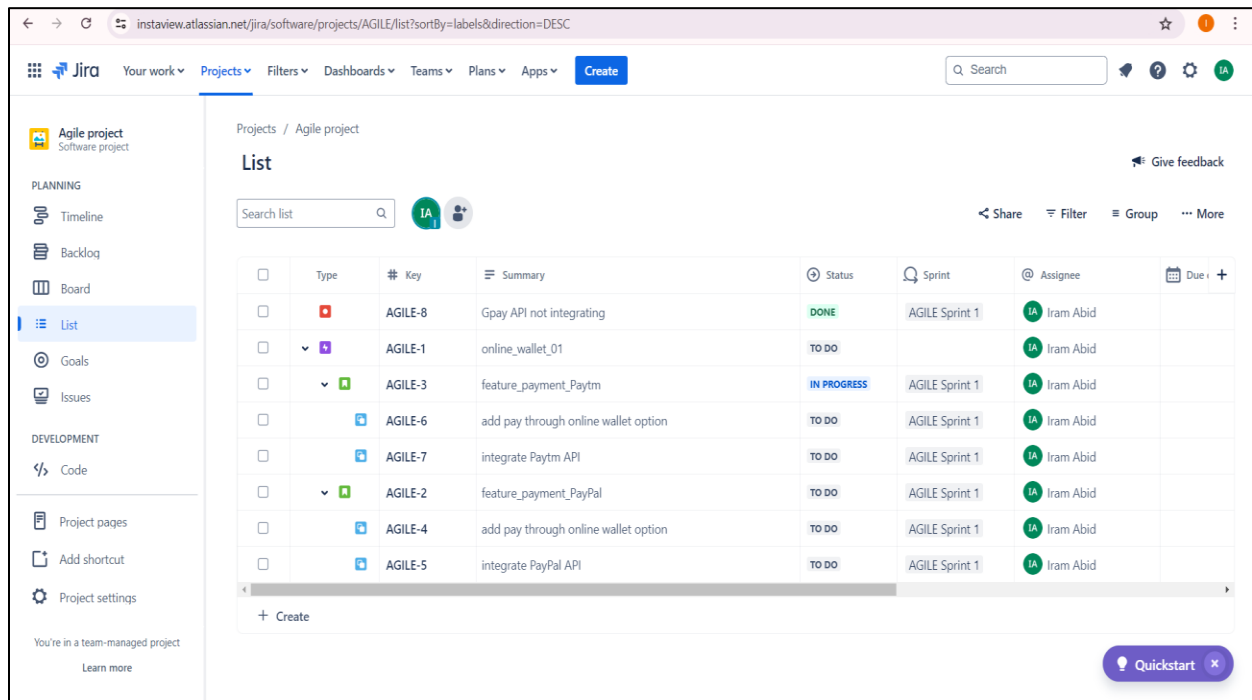 instaview.atlassian.net/jira/software/projects/AGILE/list?sortBy=labels&direction=DESC
I
Jira Your work Projects Filters Dashboards Teams Plans Apps Create Search IA
Agile project
Software project
PLANNING
Timeline
Backlog
Board
List
Goals
Issues
DEVELOPMENT
Code
Project pages
Add shortcut
Project settings
You're in a team-managed project
Learn more
Projects / Agile project
List
Give feedback
Search list IA I Share Filter Group More
Type # Key Summary Status Sprint @ Assignee Due
AGILE-8 Gpay API not integrating DONE AGILE Sprint 1 IA Iram Abid
AGILE-1 online_wallet_01 TO DO IA Iram Abid
AGILE-3 feature_payment_Paytm IN PROGRESS AGILE Sprint 1 IA Iram Abid
AGILE-6 add pay through online wallet option TO DO AGILE Sprint 1 IA Iram Abid
AGILE-7 integrate Paytm API TO DO AGILE Sprint 1 IA Iram Abid
AGILE-2 feature_payment_PayPal TO DO AGILE Sprint 1 IA Iram Abid
AGILE-4 add pay through online wallet option TO DO AGILE Sprint 1 IA Iram Abid
AGILE-5 integrate PayPal API TO DO AGILE Sprint 1 IA Iram Abid
+ Create
Quickstart ×